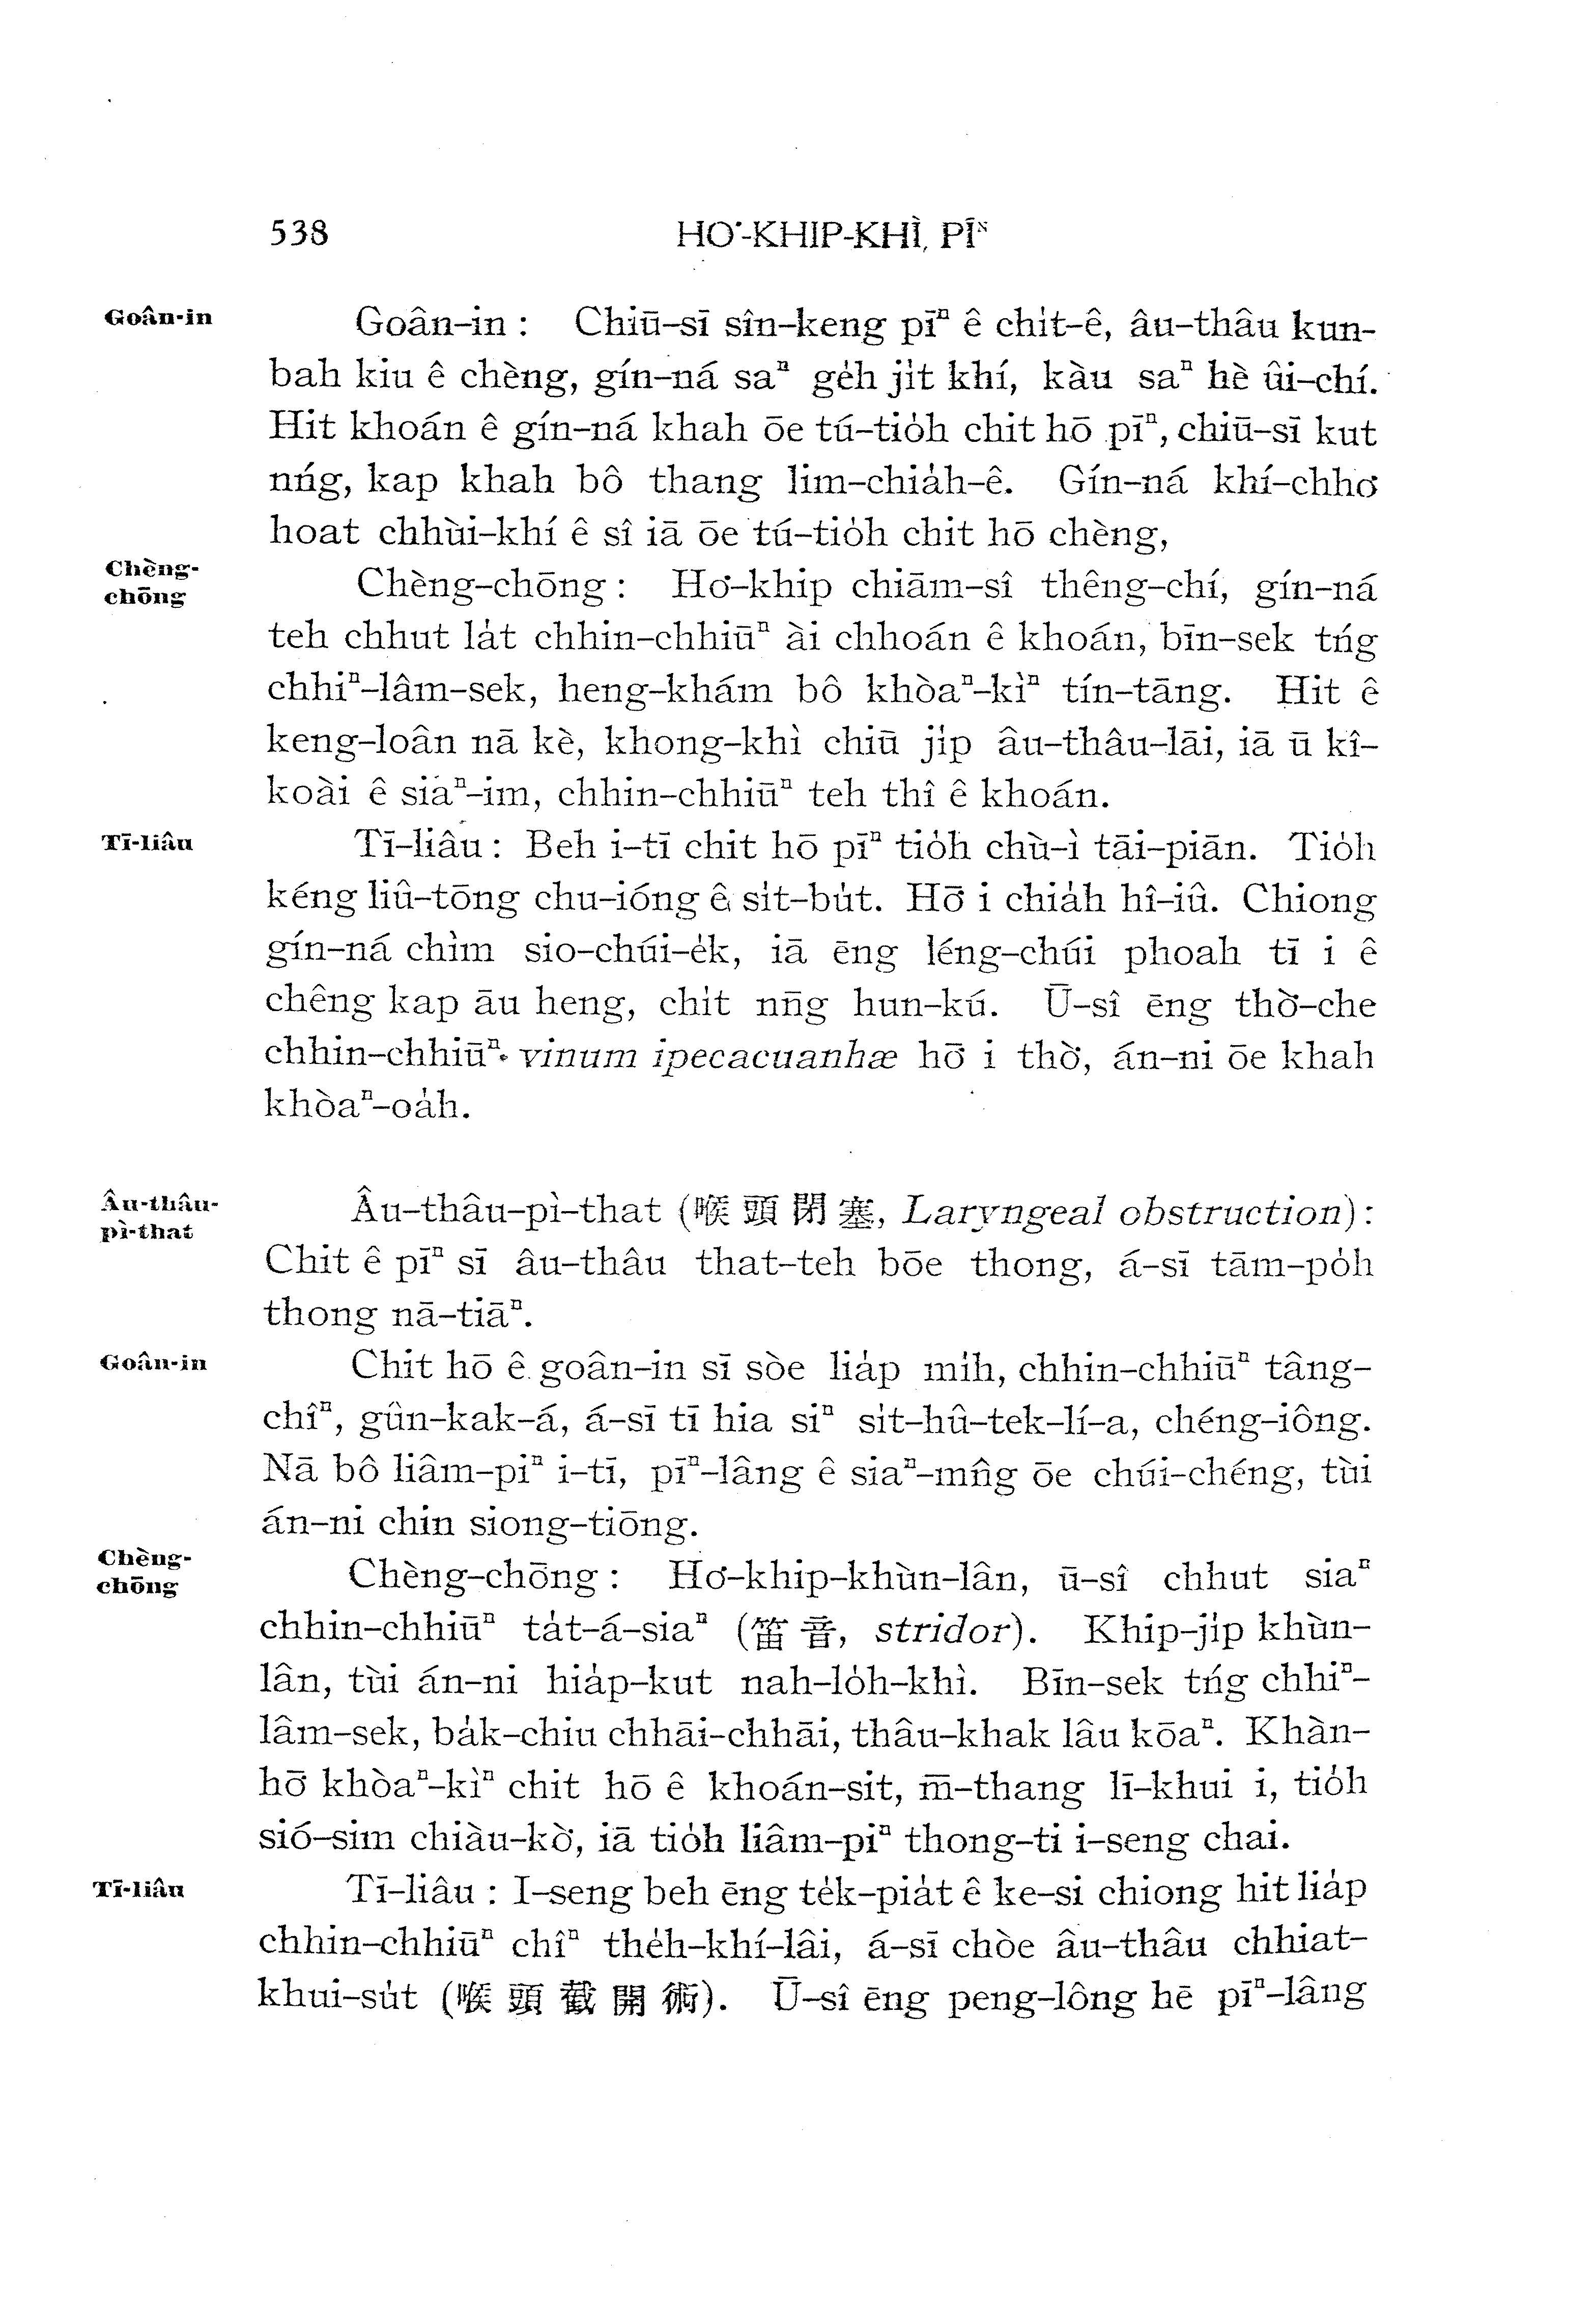 538 HO͘-KHIP-KHÌ, PĪᴺ
Goân-in
Goân-in : Chiū-sī sîn-keng pīⁿ ê chi̍t-ê, âu-thâu kun-
bah kiu ê chèng, gín-ná saⁿ ge̍h ji̍t khí, kàu saⁿ hè ûi-chí.
Hit khoán ê gín-ná khah ōe tú-tio̍h chit hō pīⁿ, chiū-sī kut
nńg, kap khah bô thang lim-chia̍h-ê. Gín-ná khí-chho͘
hoat chhùi-khí ê sî iā ōe tú-tio̍h chit hō chèng,
Chèng-
chōng
Chèng-chōng : Ho͘-khip chiām-sî thêng-chí, gín-ná
teh chhut la̍t chhin-chhiūⁿ ài chhoán ê khoán, bīn-sek tńg
chhiⁿ-lâm-sek, heng-khám bô khòaⁿ-kìⁿ tín-tāng. Hit ê
keng-loân nā kè, khong-khì chiū ji̍p âu-thâu-lāi, iā ū kî-
koài ê siaⁿ-im, chhin-chhiūⁿ teh thî ê khoán.
Tī-liâu
Tī-liâu : Beh i-tī chit hō pīⁿ tio̍h chù-ì tāi-piān. Tio̍h
kéng liû-tōng chu-ióng ê si̍t-bu̍t. Hō͘ i chia̍h hî-iû. Chiong
gín-ná chìm sio-chúi-e̍k, iā ēng léng-chúi phoah tī i ê
chêng kap āu heng, chi̍t nn̄g hun-kú. Ū-sî ēng thò͘-che
chhin-chhiūⁿ vinum ipecacuanhæ hō͘ i thò͘, án-ni ōe khah
khòaⁿ-oa̍h.
Âu-thâu-
pì-that
Âu-thâu-pì-that (喉頭閉塞, Laryngeal obstruction) :
Chit ê pīⁿ sī âu-thâu that-teh bōe thong, á-sī tām-po̍h
thong nā-tiāⁿ.
Goân-in
Chit hō ê goân-in sī sòe lia̍p mi̍h, chhin-chhiūⁿ tâng-
chîⁿ, gûn-kak-á, á-sī tī hia siⁿ si̍t-hû-tek-lí-a, chéng-iông.
Nā bô liâm-piⁿ i-tī, pīⁿ-lâng ê siaⁿ-mn̂g ōe chúi-chéng, tùi
án-ni chin siong-tiōng.
Chèng-
chōng
Chèng-chōng : Ho͘-khip-khùn-lân, ū-sî chhut siaⁿ
chhin-chhiūⁿ ta̍t-á-siaⁿ (笛音, stridor). Khip-ji̍p khùn-
lân, tùi án-ni hia̍p-kut nah-lo̍h-khì. Bīn-sek tńg chhiⁿ-
lâm-sek, ba̍k-chiu chhāi-chhāi, thâu-khak lâu kōaⁿ. Khàn-
hō͘ khòaⁿ-kìⁿ chit hō ê khoán-sit, m̄-thang lī-khui i, tio̍h
sió-sim chiàu-kò͘, iā tio̍h liâm-piⁿ thong-ti i-seng chai.
Tī-liâu
Tī-liâu : I-seng beh ēng te̍k-pia̍t ê ke-si chiong hit lia̍p
chhin-chhiūⁿ chîⁿ the̍h-khí-lâi, á-sī chòe âu-thâu chhiat-
khui-su̍t (喉頭截開術). Ū-sî ēng peng-lông hē pīⁿ-lâng